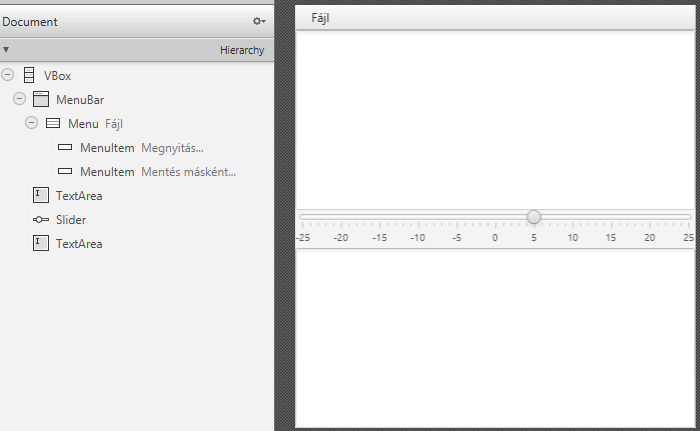 Document
Hierarchy
VBox
MenuBar
Menu Fájl
MenuItem Megnyitás...
MenuItem Mentés másként...
TextArea
Slider
TextArea
Fájl
-25 -20 -15 -10 -5 0 5 10 15 20 25